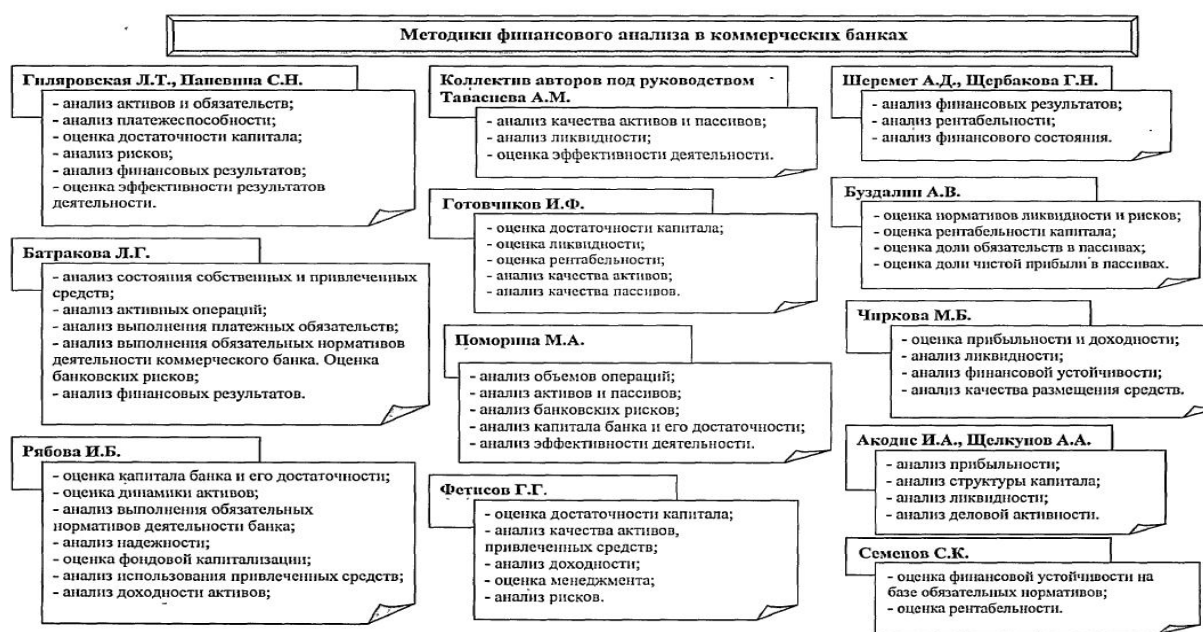 Методики финансового анализа в коммерческих банках
Гиляровская Л.Т., Паневина С.Н.
- анализ активов и обязательств;
- анализ платежеспособности;
- оценка достаточности капитала;
- анализ рисков;
- анализ финансовых результатов;
- оценка эффективности результатов
деятельности.
Батракова Л.Г.
- анализ состояния собственных и привлеченных
средств;
- анализ активных операций;
- анализ выполнения платежных обязательств;
- анализ выполнения обязательных нормативов
деятельности коммерческого банка. Оценка
банковских рисков;
- анализ финансовых результатов.
Рябова И.Б.
- оценка капитала банка и его достаточности;
- оценка динамики активов;
- анализ выполнения обязательных
нормативов деятельности банка;
- анализ надежности;
- оценка фондовой капитализации;
- анализ использования привлеченных средств;
- анализ доходности активов;
Коллектив авторов под руководством
Тавасиева А.М.
- анализ качества активов и пассивов;
- анализ ликвидности;
- оценка эффективности деятельности.
Готовчиков И.Ф.
- оценка достаточности капитала;
- оценка ликвидности;
- оценка рентабельности;
- анализ качества активов;
- анализ качества пассивов.
Поморина М.А.
- анализ объемов операций;
- анализ активов и пассивов;
- анализ банковских рисков;
- анализ капитала банка и его достаточности;
- анализ эффективности деятельности.
Фетисов Г.Г.
- оценка достаточности капитала;
- анализ качества активов,
привлеченных средств;
- анализ доходности;
- оценка менеджмента;
- анализ рисков.
Шеремет А.Д., Щербакова Г.Н.
- анализ финансовых результатов;
- анализ рентабельности;
- анализ финансового состояния.
Буздалин А.В.
- оценка нормативов ликвидности и рисков;
- оценка рентабельности капитала;
- оценка доли обязательств в пассивах;
- оценка доли чистой прибыли в пассивах.
Чиркова М.Б.
- оценка прибыльности и доходности;
- анализ ликвидности;
- анализ финансовой устойчивости;
- анализ качества размещения средств.
Акодис И.А., Щелкунов А.А.
- анализ прибыльности;
- анализ структуры капитала;
- анализ ликвидности;
- анализ деловой активности.
Семенов С.К.
- оценка финансовой устойчивости на
базе обязательных нормативов;
- оценка рентабельности.